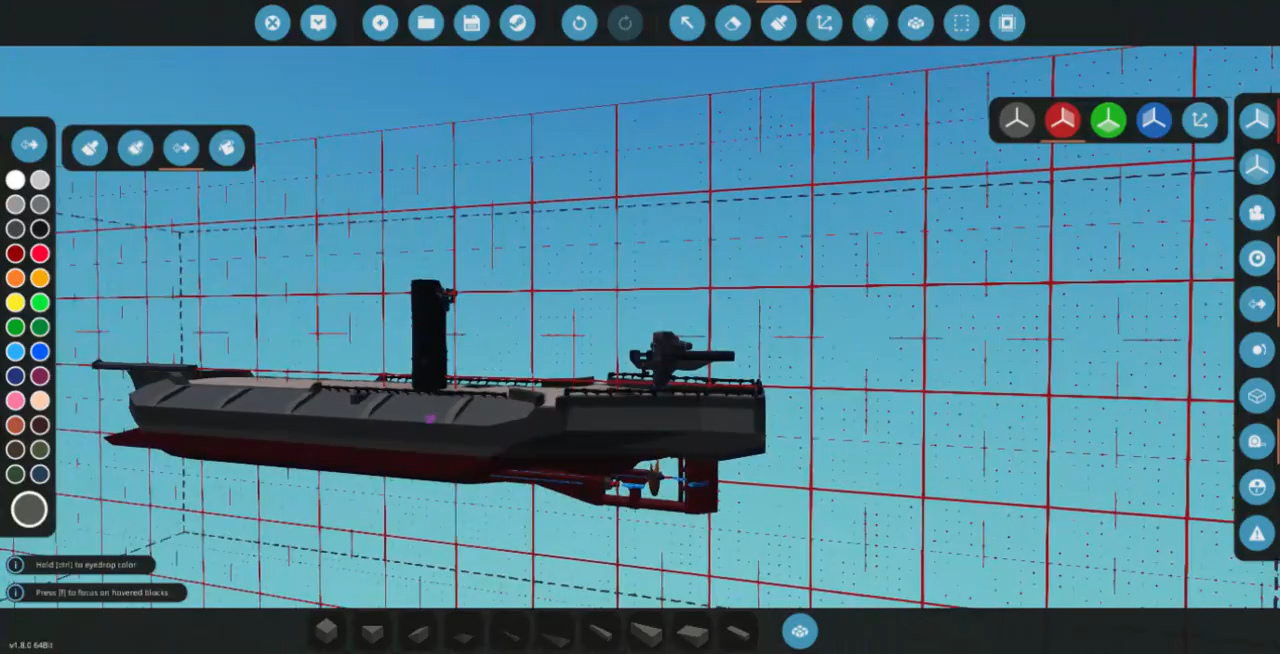 Hold [ctrl] to eyedrop color
Press [f] to focus on hovered blocks
v1.8.0 64Bit